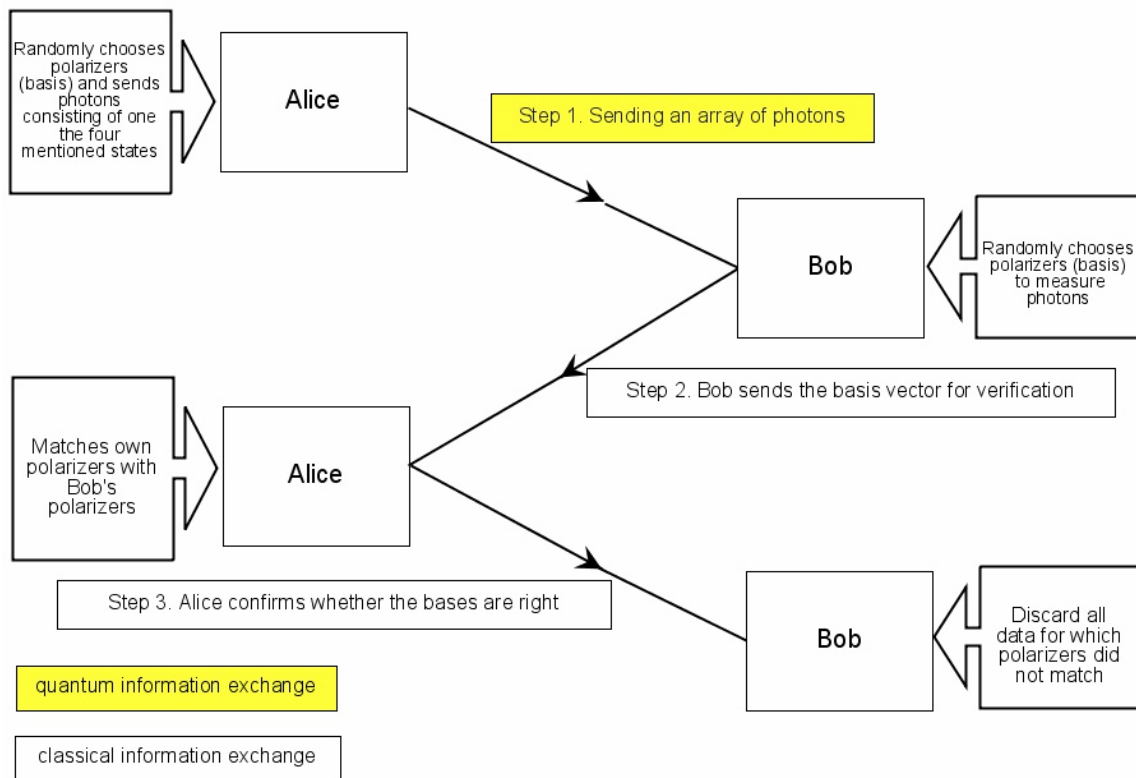 Randomly chooses
polarizers
(basis) and sends
photons
consisting of one
the four
mentioned states
Alice
Step 1. Sending an array of photons
Bob
Randomly chooses
polarizers (basis)
to measure
photons
Step 2. Bob sends the basis vector for verification
Matches own
polarizers with
Bob's
polarizers
Alice
Step 3. Alice confirms whether the bases are right
Bob
Discard all
data for which
polarizers did
not match
quantum information exchange
classical information exchange